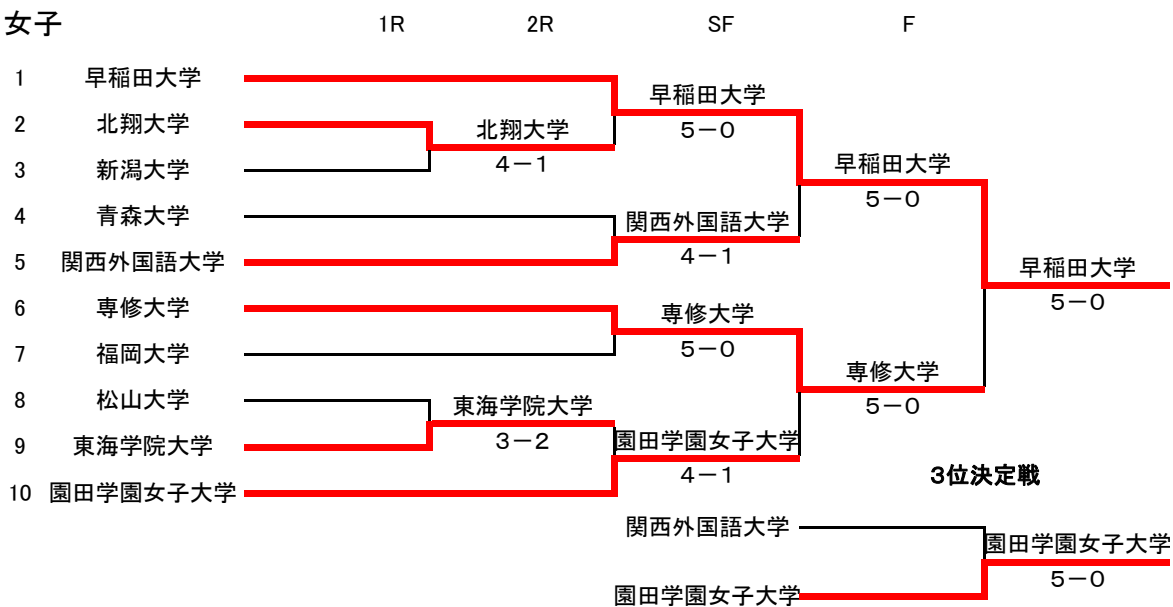 女子
1R 2R SF F
1 早稲田大学
早稲田大学
5－0
2 北翔大学
北翔大学
4－1
3 新潟大学
早稲田大学
5－0
4 青森大学
関西外国語大学
4－1
5 関西外国語大学
早稲田大学
5－0
6 専修大学
専修大学
5－0
7 福岡大学
専修大学
5－0
8 松山大学
東海学院大学
3－2
9 東海学院大学
園田学園女子大学
4－1
10 園田学園女子大学
3位決定戦
関西外国語大学
園田学園女子大学
5－0
園田学園女子大学